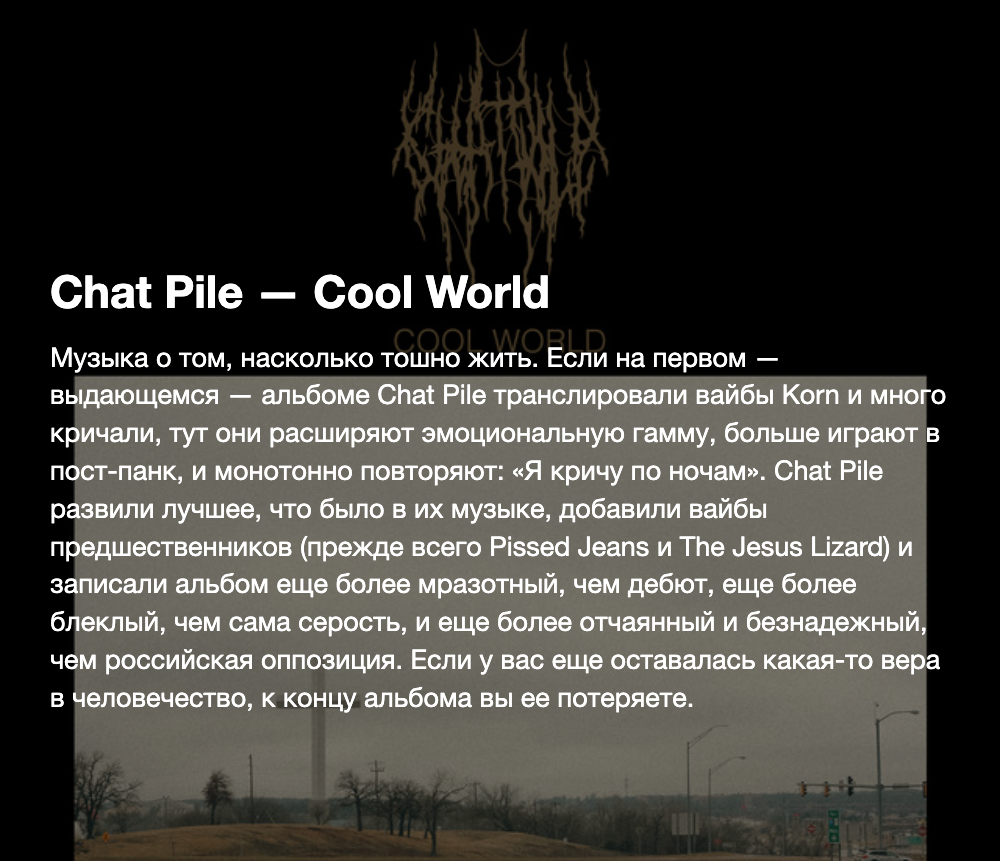 Chat Pile — Cool World
COOL WORLD
Музыка о том, насколько тошно жить. Если на первом —
выдающемся — альбоме Chat Pile транслировали вайбы Korn и много
кричали, тут они расширяют эмоциональную гамму, больше играют в
пост-панк, и монотонно повторяют: «Я кричу по ночам». Chat Pile
развили лучшее, что было в их музыке, добавили вайбы
предшественников (прежде всего Pissed Jeans и The Jesus Lizard) и
записали альбом еще более мразотный, чем дебют, еще более
блеклый, чем сама серость, и еще более отчаянный и безнадежный,
чем российская оппозиция. Если у вас еще оставалась какая-то вера
в человечество, к концу альбома вы ее потеряете.